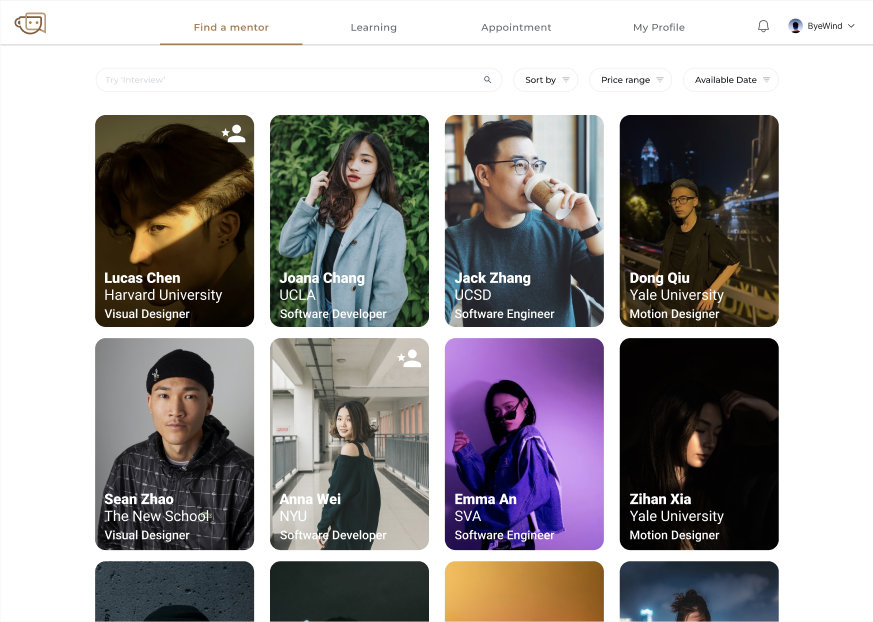 Find a mentor
Learning
Appointment
My Profile
ByeWind
Try 'Interview'
Sort by
Price range
Available Date
Lucas Chen
Harvard University
Visual Designer
Joana Chang
UCLA
Software Developer
Jack Zhang
UCSD
Software Engineer
Dong Qiu
Yale University
Motion Designer
Sean Zhao
The New School
Visual Designer
Anna Wei
NYU
Software Developer
Emma An
SVA
Software Engineer
Zihan Xia
Yale University
Motion Designer